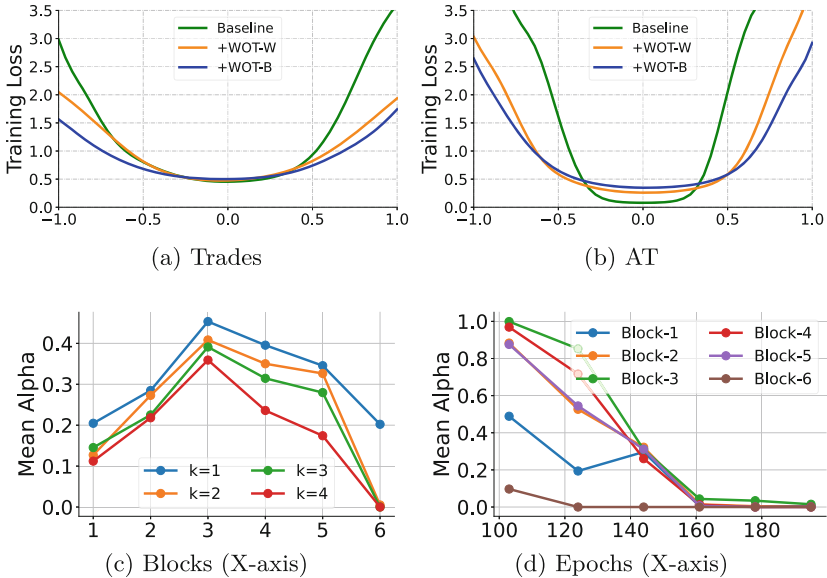 3.5
3.0
2.5
2.0
1.5
1.0
0.5
0.0
Training Loss
Baseline
+WOT-W
+WOT-B
−1.0 −0.5 0.0 0.5 1.0
(a) Trades
3.5
3.0
2.5
2.0
1.5
1.0
0.5
0.0
Training Loss
Baseline
+WOT-W
+WOT-B
−1.0 −0.5 0.0 0.5 1.0
(b) AT
0.4
0.3
0.2
0.1
0.0
Mean Alpha
k=1 k=3
k=2 k=4
1 2 3 4 5 6
(c) Blocks (X-axis)
1.0
0.8
0.6
0.4
0.2
0.0
Mean Alpha
Block-1 Block-4
Block-2 Block-5
Block-3 Block-6
100 120 140 160 180
(d) Epochs (X-axis)